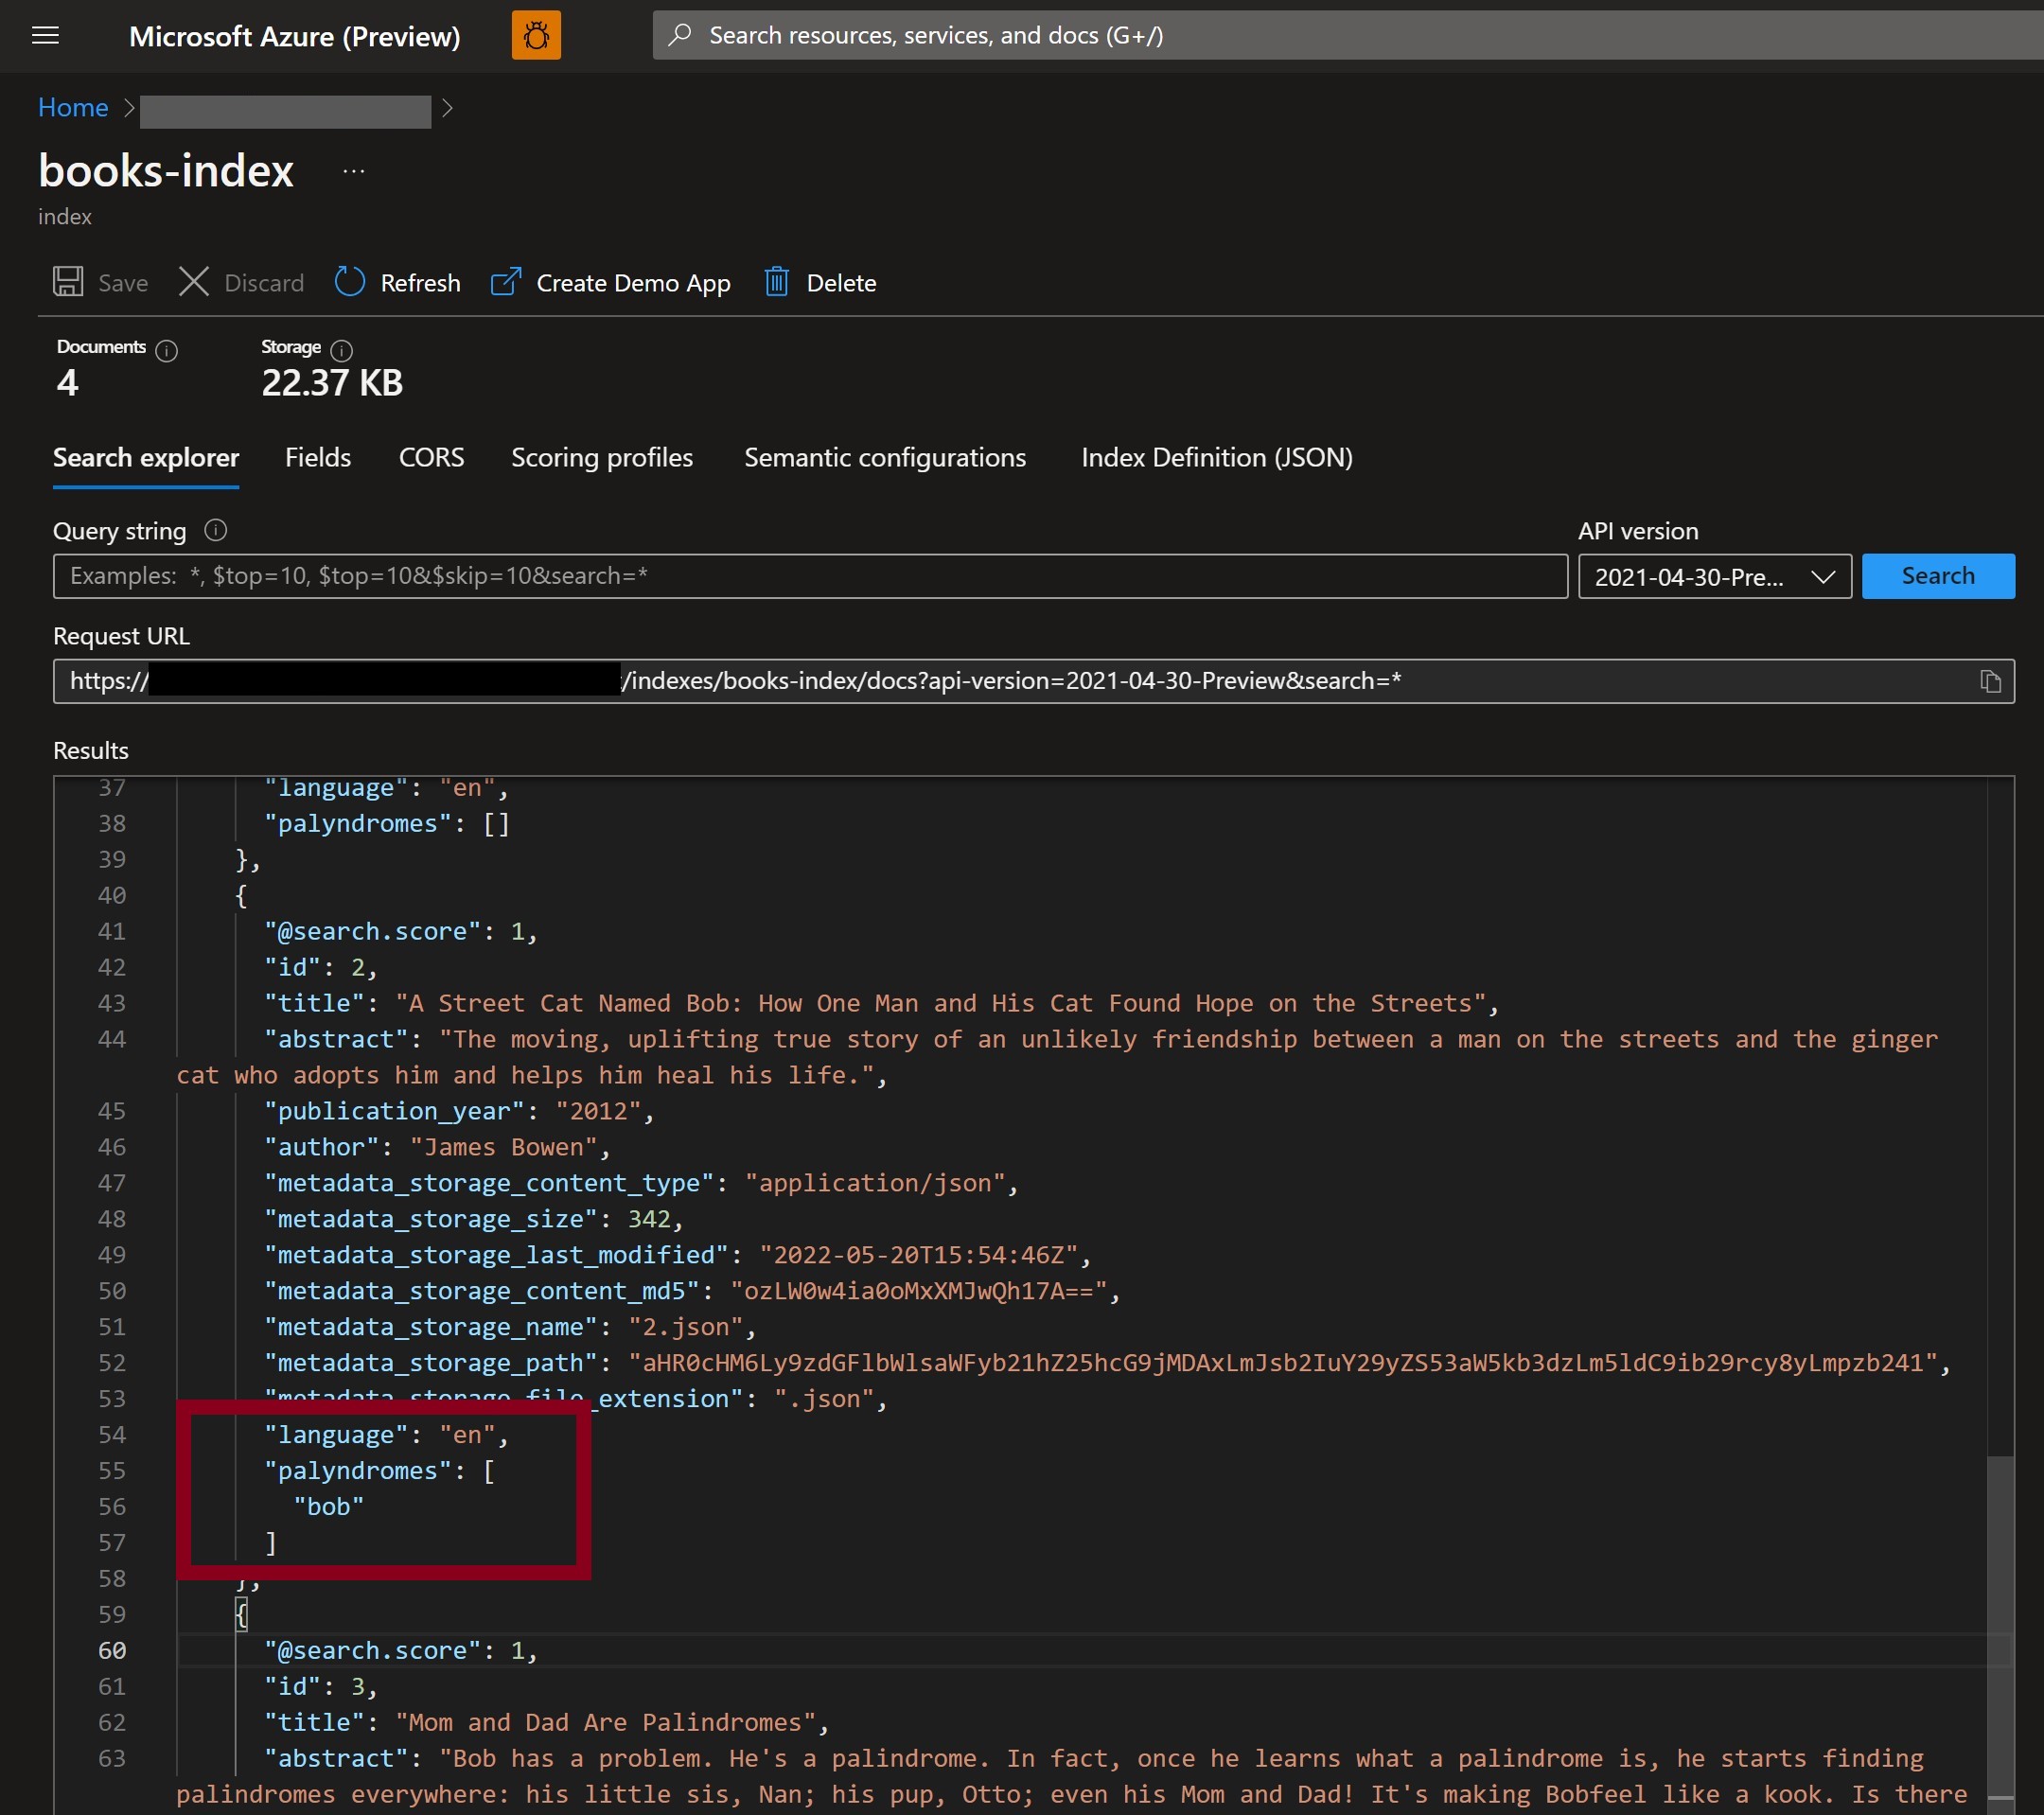 Microsoft Azure (Preview)
Search resources, services, and docs (G+/)
Home
books-index
...
index
Save
Discard
Refresh
Create Demo App
Delete
Documents
4
Storage
22.37 KB
Search explorer
Fields
CORS
Scoring profiles
Semantic configurations
Index Definition (JSON)
Query string
API version
Examples: *, $top=10, $top=10&$skip=10&search=*
2021-04-30-Pre...
Search
Request URL
https:// /indexes/books-index/docs?api-version=2021-04-30-Preview&search=*
Results
37 "language": "en",
38 "palyndromes": []
39 },
40 {
41 "@search.score": 1,
42 "id": 2,
43 "title": "A Street Cat Named Bob: How One Man and His Cat Found Hope on the Streets",
44 "abstract": "The moving, uplifting true story of an unlikely friendship between a man on the streets and the ginger
cat who adopts him and helps him heal his life.",
45 "publication_year": "2012",
46 "author": "James Bowen",
47 "metadata_storage_content_type": "application/json",
48 "metadata_storage_size": 342,
49 "metadata_storage_last_modified": "2022-05-20T15:54:46Z",
50 "metadata_storage_content_md5": "ozLW0w4ia0oMxXMJwQh17A==",
51 "metadata_storage_name": "2.json",
52 "metadata_storage_path": "aHR0cHM6Ly9zdGFlbWlsaWFyb21hZ25hcG9jMDAxLmJsb2IuY29yZS53aW5kb3dzLm5ldC9ib29rcy8yLmpzb241",
53 "metadata_storage_file_extension": ".json",
54 "language": "en",
55 "palyndromes": [
56 "bob"
57 ]
58 },
59 {
60 "@search.score": 1,
61 "id": 3,
62 "title": "Mom and Dad Are Palindromes",
63 "abstract": "Bob has a problem. He's a palindrome. In fact, once he learns what a palindrome is, he starts finding
palindromes everywhere: his little sis, Nan; his pup, Otto; even his Mom and Dad! It's making Bobfeel like a kook. Is there